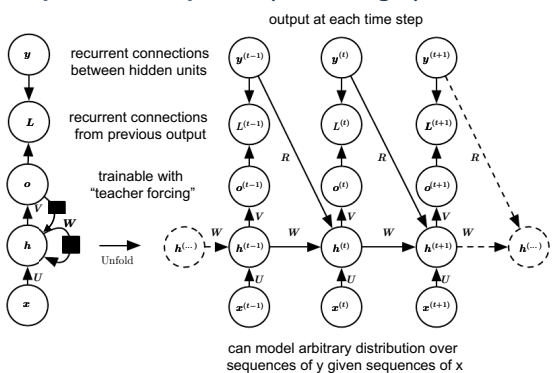 output at each time step
y
recurrent connections
between hidden units
y(t−1)
y(t)
y(t+1)
L
recurrent connections
from previous output
L(t−1)
L(t)
L(t+1)
R
R
R
o
trainable with
“teacher forcing”
o(t−1)
o(t)
o(t+1)
V
W
V
V
V
h
Unfold
h(...)
W
h(t−1)
W
h(t)
W
h(t+1)
W
h(...)
U
U
U
U
x
x(t−1)
x(t)
x(t+1)
can model arbitrary distribution over
sequences of y given sequences of x